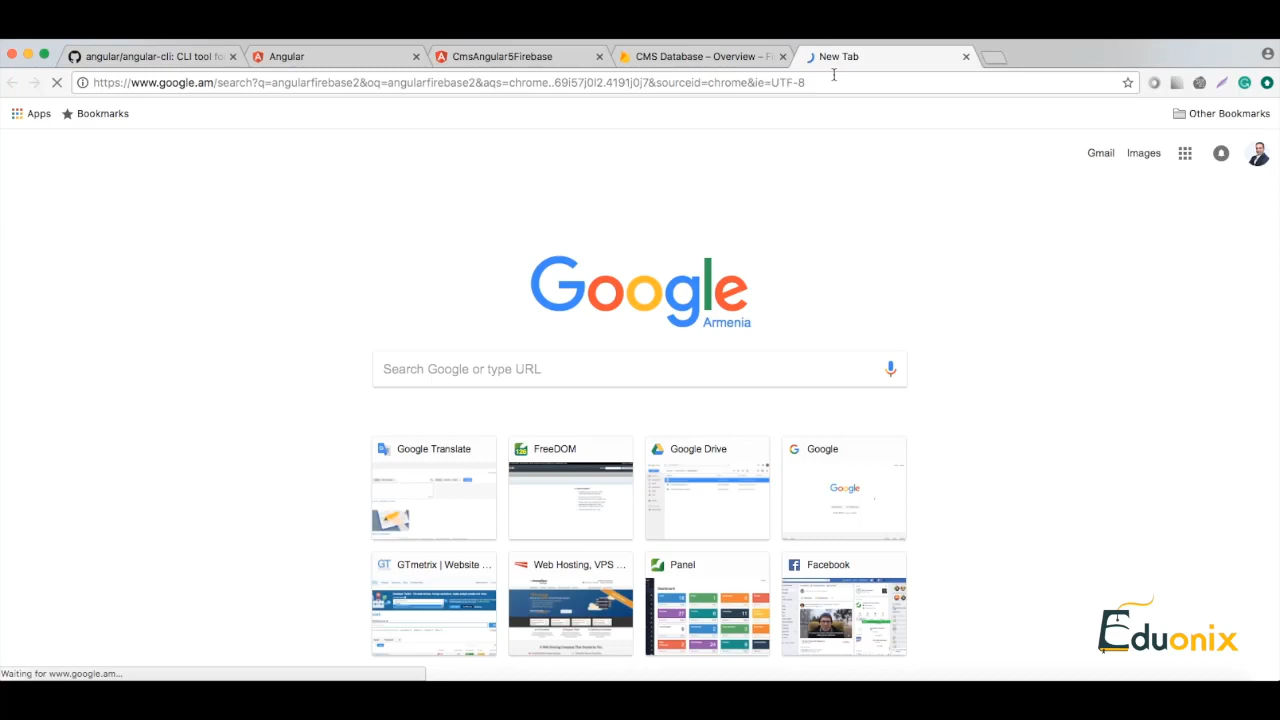 angular/angular-cli: CLI tool fo
Angular
CmsAngular5Firebase
CMS Database – Overview – Fi
New Tab
https://www.google.am/search?q=angularfirebase2&oq=angularfirebase2&aqs=chrome..69i57j0l2.4191j0j7&sourceid=chrome&ie=UTF-8
Apps
Bookmarks
Other Bookmarks
Gmail
Images
Google
Armenia
Search Google or type URL
Google Translate
FreeDOM
Google Drive
Google
Google
GTmetrix | Website ...
Web Hosting, VPS ...
Panel
Facebook
Eduonix
Waiting for www.google.am...